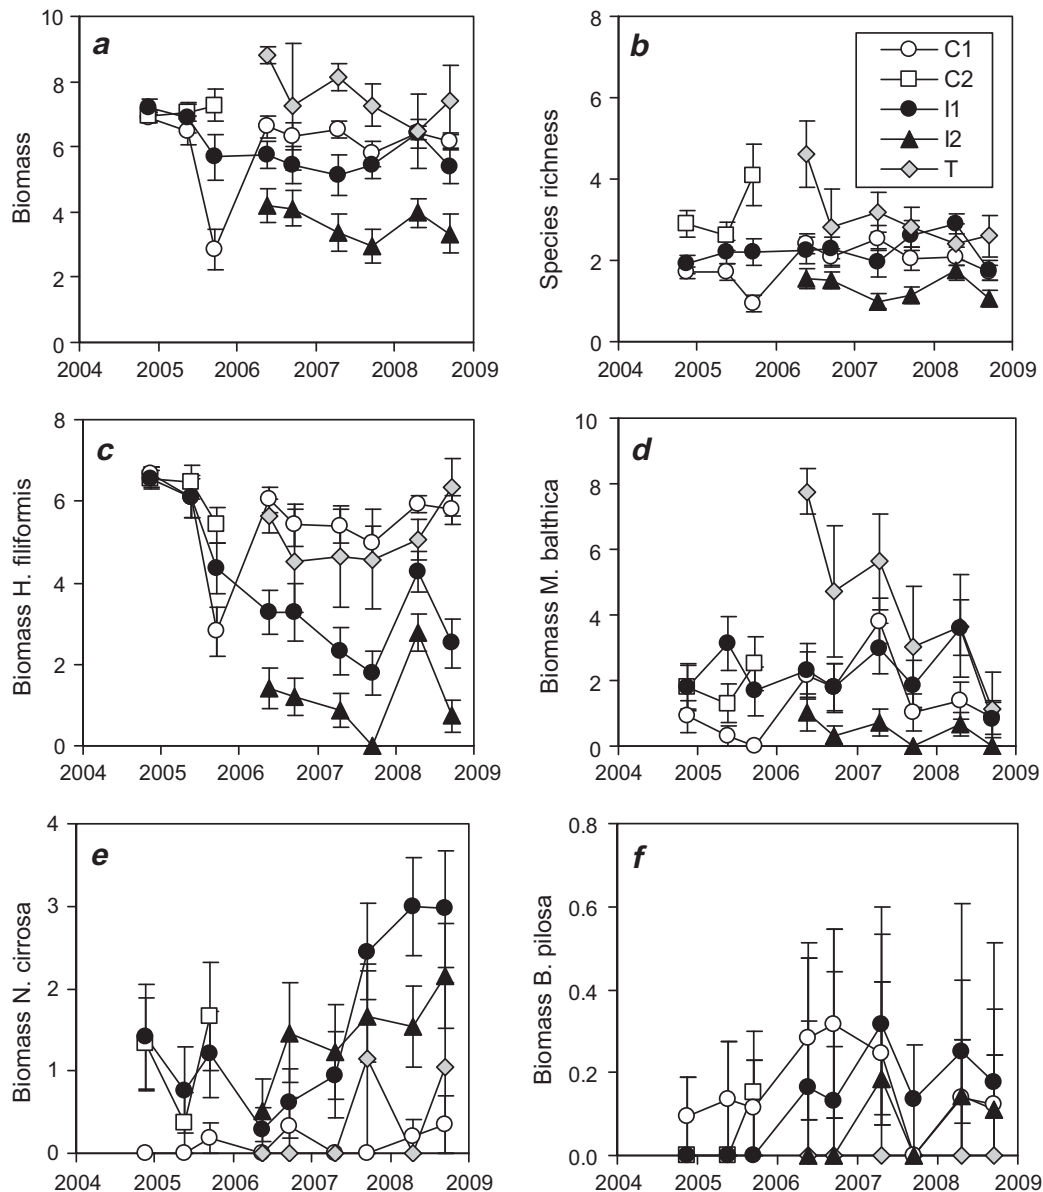 a
Biomass
10
8
6
4
2
0
2004 2005 2006 2007 2008 2009
b
Species richness
8
6
4
2
0
2004 2005 2006 2007 2008 2009
C1
C2
I1
I2
T
c
Biomass H. filiformis
8
6
4
2
0
2004 2005 2006 2007 2008 2009
d
Biomass M. balthica
10
8
6
4
2
0
2004 2005 2006 2007 2008 2009
e
Biomass N. cirrosa
4
3
2
1
0
2004 2005 2006 2007 2008 2009
f
Biomass B. pilosa
0.8
0.6
0.4
0.2
0.0
2004 2005 2006 2007 2008 2009